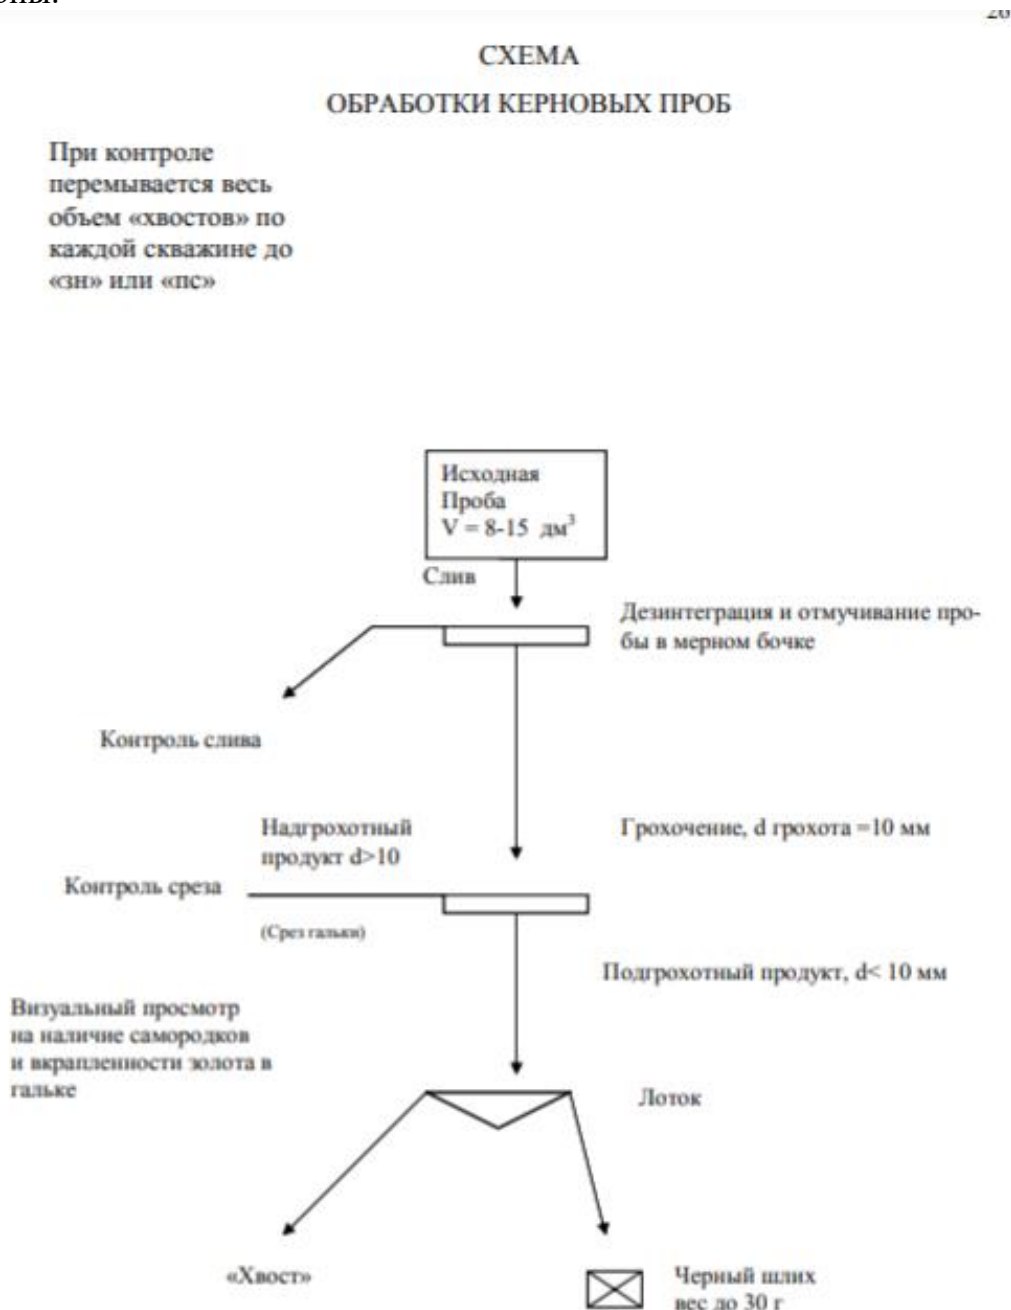 СХЕМА
ОБРАБОТКИ КЕРНОВЫХ ПРОБ
При контроле
перемывается весь
объем «хвостов» по
каждой скважине до
«зн» или «пс»
Исходная
Проба
V = 8-15 дм³
Слив
Дезинтеграция и отмучивание про-
бы в мерном бочке
Контроль слива
Надгрохотный
продукт d>10
Грохочение, d грохота =10 мм
Контроль среза
(Срез гальки)
Подгрохотный продукт, d< 10 мм
Визуальный просмотр
на наличие самородков
и вкрапленности золота в
гальке
Лоток
«Хвост»
Черный шлих
вес до 30 г